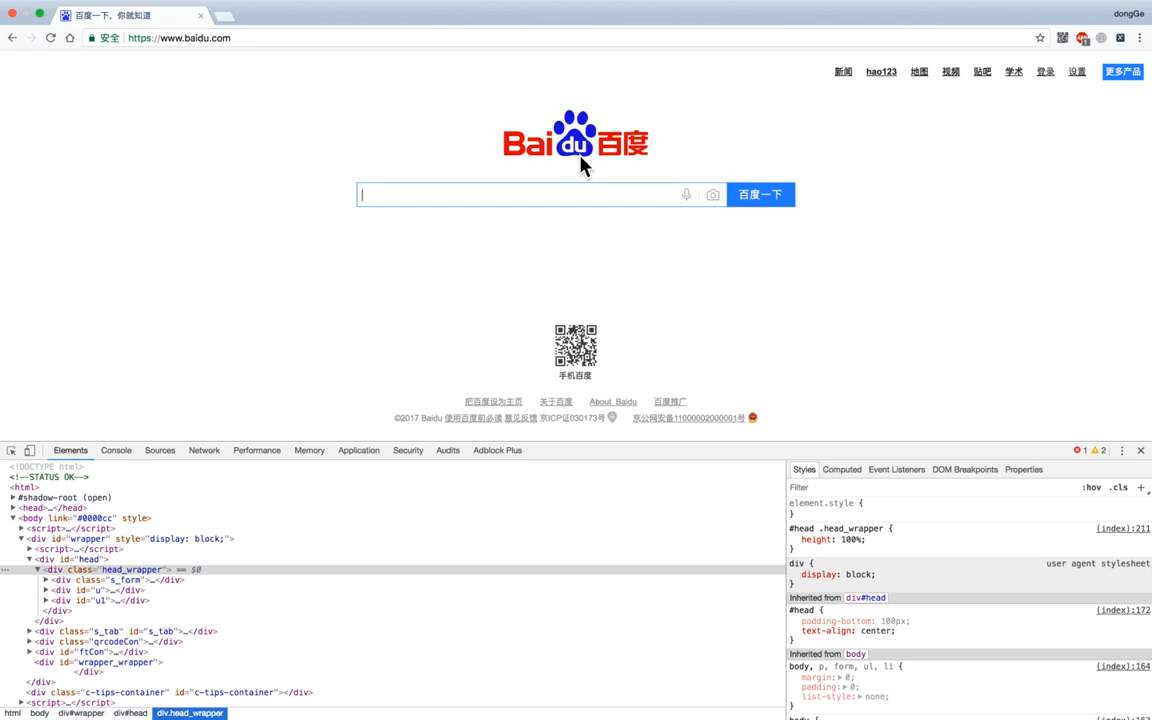 百度一下，你就知道
dongGe
安全 https://www.baidu.com
新闻 hao123 地图 视频 贴吧 学术 登录 设置 更多产品
Bai du 百度
百度一下
手机百度
把百度设为主页 关于百度 About Baidu 百度推广
©2017 Baidu 使用百度前必读 意见反馈 京ICP证030173号 京公网安备11000002000001号
Elements Console Sources Network Performance Memory Application Security Audits Adblock Plus 1 2
<!DOCTYPE html>
<!--STATUS OK-->
<html>
#shadow-root (open)
<head>…</head>
<body link="#0000cc" style>
<script>…</script>
<div id="wrapper" style="display: block;">
<script>…</script>
<div id="head">
<div class="head_wrapper"> == $0
<div class="s_form">…</div>
<div id="u">…</div>
<div id="u1">…</div>
</div>
</div>
<div class="s_tab" id="s_tab">…</div>
<div class="qrcodeCon">…</div>
<div id="ftCon">…</div>
<div id="wrapper_wrapper">
</div>
</div>
<div class="c-tips-container" id="c-tips-container"></div>
<script>…</script>
html body div#wrapper div#head div.head_wrapper
Styles Computed Event Listeners DOM Breakpoints Properties
Filter :hov .cls +
element.style {
}
#head .head_wrapper { (index):211
height: 100%;
}
div { user agent stylesheet
display: block;
}
Inherited from div#head
#head { (index):172
padding-bottom: 100px;
text-align: center;
}
Inherited from body
body, p, form, ul, li { (index):164
margin: 0;
padding: 0;
list-style: none;
}